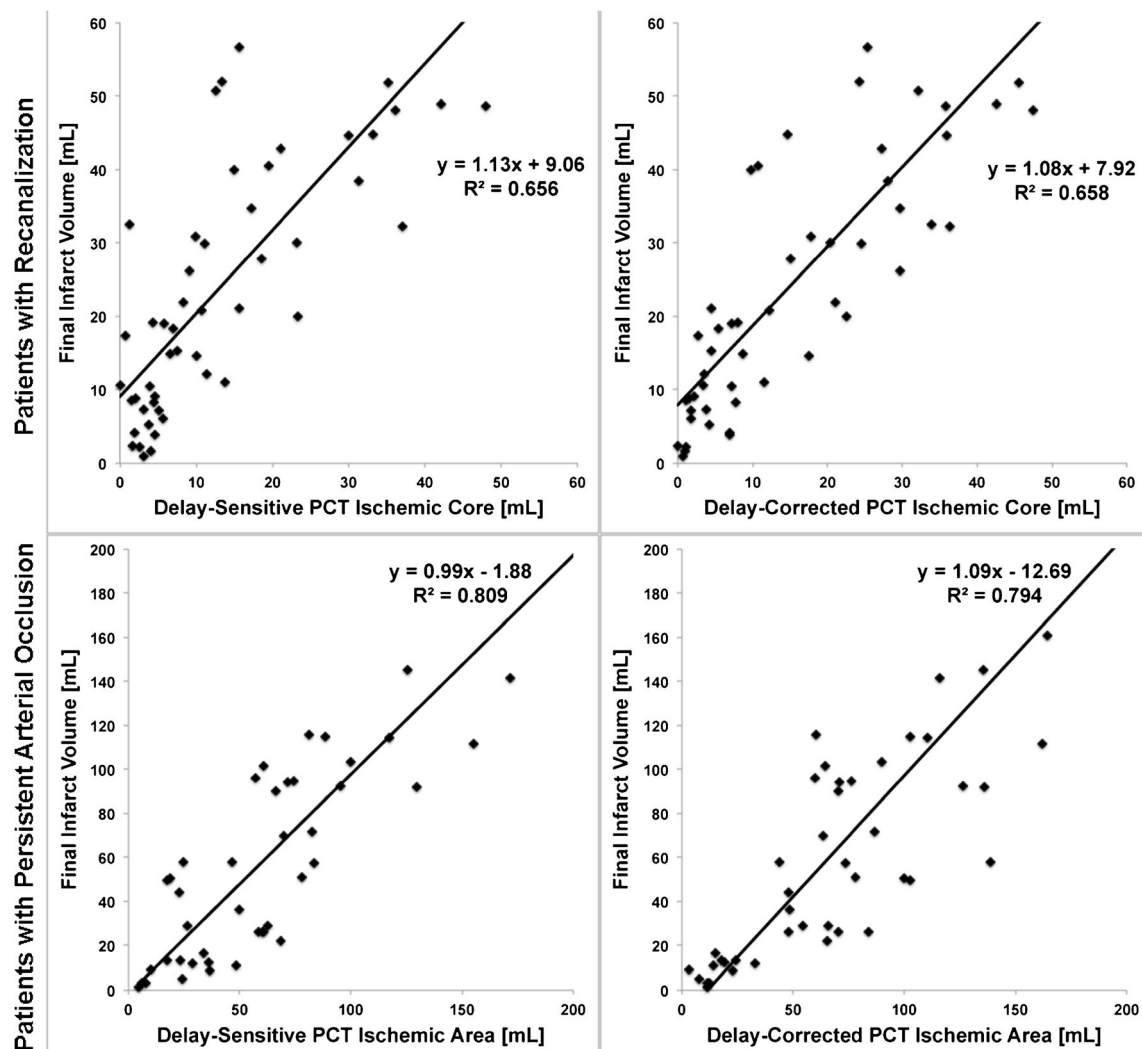 Patients with Recanalization
Final Infarct Volume [mL]
60
50
40
30
20
10
0
y = 1.13x + 9.06
R² = 0.656
0 10 20 30 40 50 60
Delay-Sensitive PCT Ischemic Core [mL]
Final Infarct Volume [mL]
60
50
40
30
20
10
0
y = 1.08x + 7.92
R² = 0.658
0 10 20 30 40 50 60
Delay-Corrected PCT Ischemic Core [mL]
Patients with Persistent Arterial Occlusion
Final Infarct Volume [mL]
200
180
160
140
120
100
80
60
40
20
0
y = 0.99x - 1.88
R² = 0.809
0 50 100 150 200
Delay-Sensitive PCT Ischemic Area [mL]
Final Infarct Volume [mL]
200
180
160
140
120
100
80
60
40
20
0
y = 1.09x - 12.69
R² = 0.794
0 50 100 150 200
Delay-Corrected PCT Ischemic Area [mL]